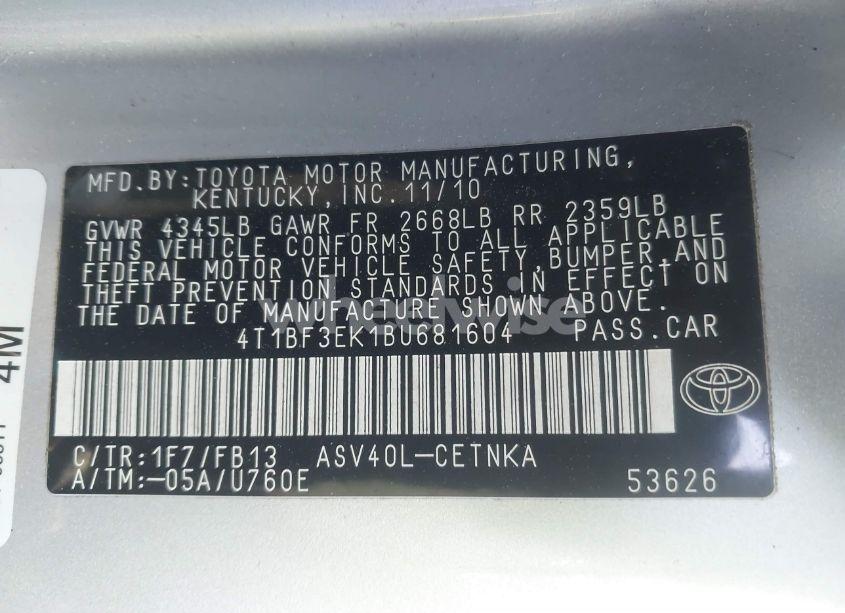 MFD.BY:TOYOTA MOTOR MANUFACTURING,
KENTUCKY,INC.11/10
GVWR 4345LB GAWR FR 2668LB RR 2359LB
THIS VEHICLE CONFORMS TO ALL APPLICABLE
FEDERAL MOTOR VEHICLE SAFETY,BUMPER,AND
THEFT PREVENTION STANDARDS IN EFFECT ON
THE DATE OF MANUFACTURE SHOWN ABOVE.
4T1BF3EK1BU681604 PASS.CAR
C/TR:1F7/FB13 ASV40L-CETNKA
A/TM:-05A/U760E 53626
4M
wheelwise